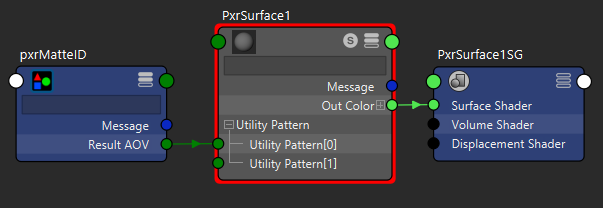 pxrMatteID
Message
Result AOV
PxrSurface1
S
Message
Out Color
Utility Pattern
Utility Pattern[0]
Utility Pattern[1]
PxrSurface1SG
Surface Shader
Volume Shader
Displacement Shader